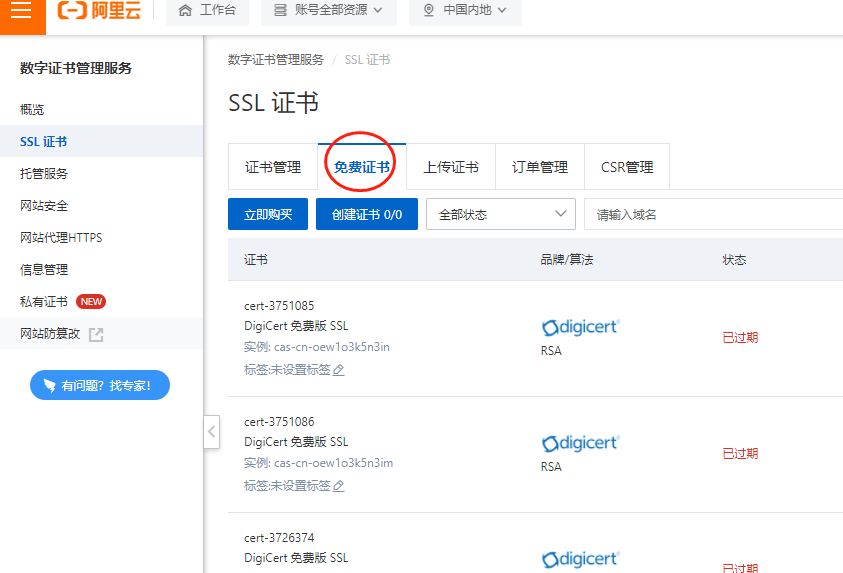 阿里云 工作台 账号全部资源 中国内地
数字证书管理服务
概览
SSL 证书
托管服务
网站安全
网站代理HTTPS
信息管理
私有证书 NEW
网站防篡改
有问题？找专家！
数字证书管理服务 / SSL 证书
SSL 证书
证书管理 免费证书 上传证书 订单管理 CSR管理
立即购买 创建证书 0/0 全部状态 请输入域名
证书 品牌/算法 状态
cert-3751085
DigiCert 免费版 SSL
实例: cas-cn-oew1o3k5n3in
标签:未设置标签
digicert®
RSA
已过期
cert-3751086
DigiCert 免费版 SSL
实例: cas-cn-oew1o3k5n3im
标签:未设置标签
digicert®
RSA
已过期
cert-3726374
DigiCert 免费版 SSL
digicert®
已过期